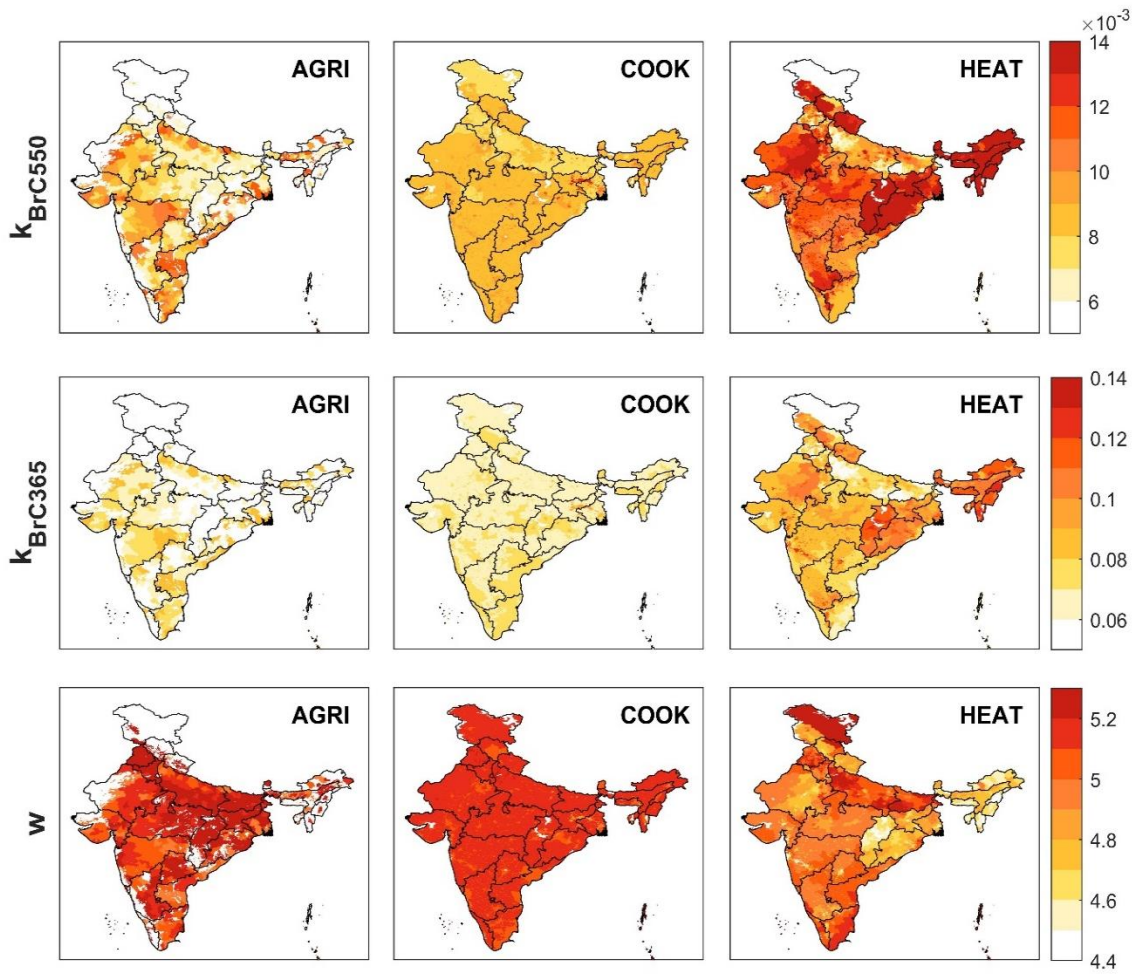 ×10⁻³
AGRI
COOK
HEAT
k_BrC550
14
12
10
8
6
AGRI
COOK
HEAT
k_BrC365
0.14
0.12
0.1
0.08
0.06
AGRI
COOK
HEAT
w
5.2
5
4.8
4.6
4.4